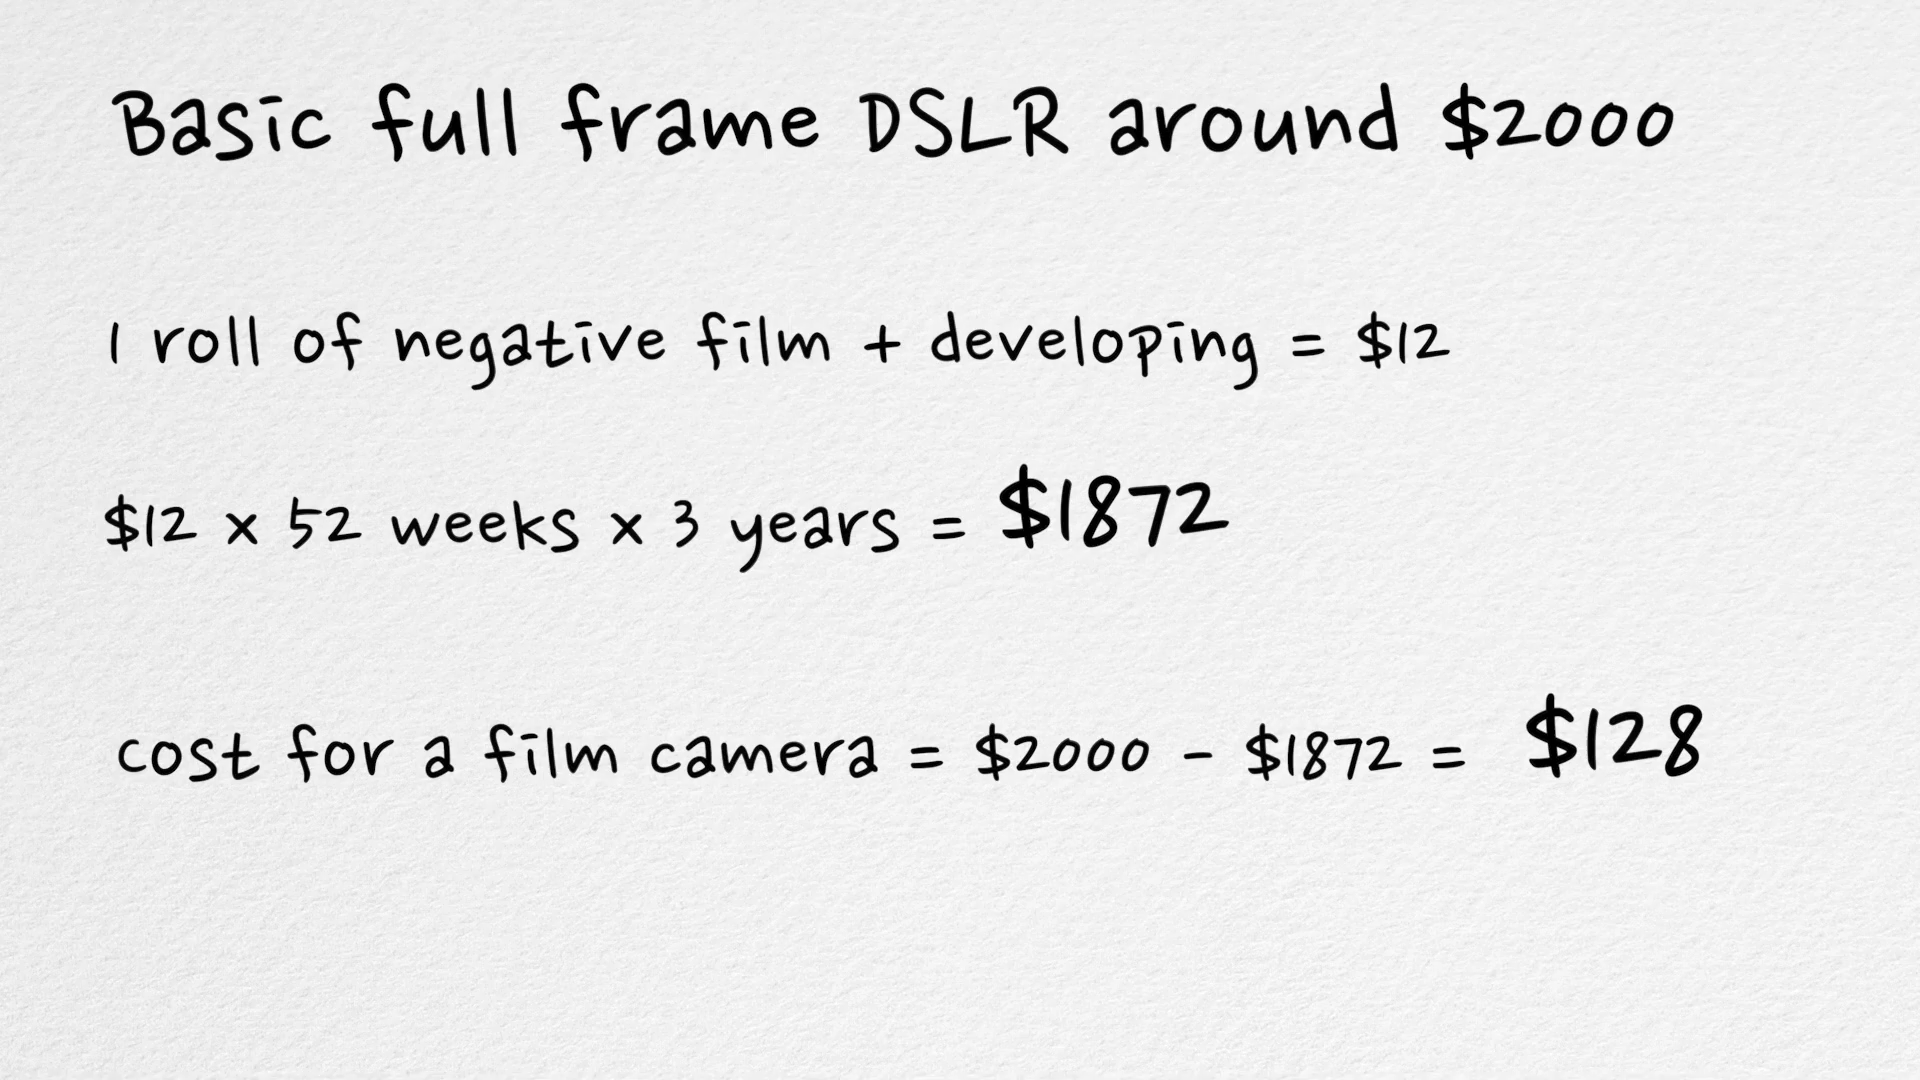 Basic full frame DSLR around $2000
1 roll of negative film + developing = $12
$12 x 52 weeks x 3 years = $1872
cost for a film camera = $2000 - $1872 = $128